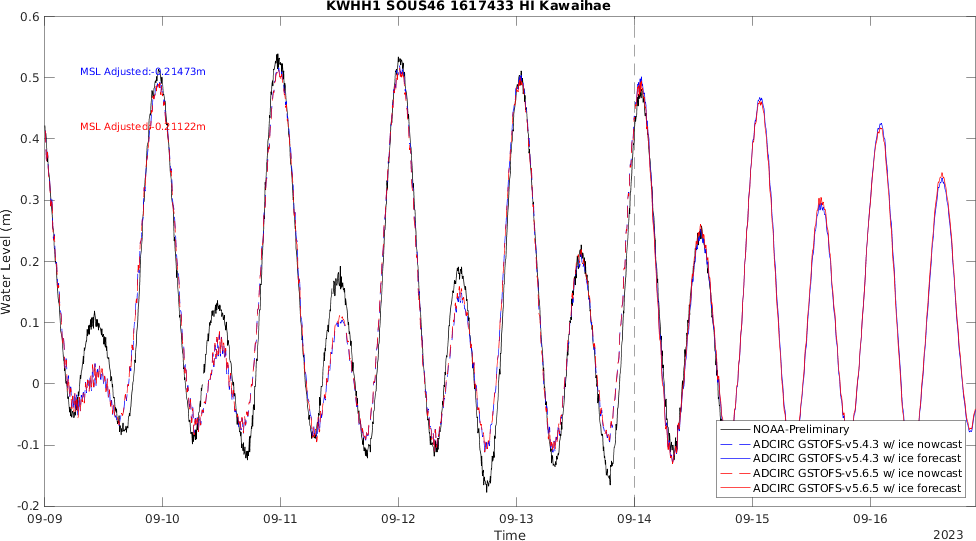 KWHH1 SOUS46 1617433 HI Kawaihae
0.6
0.5
0.4
0.3
0.2
0.1
0
-0.1
-0.2
Water Level (m)
MSL Adjusted:-0.21473m
MSL Adjusted:-0.21122m
NOAA-Preliminary
ADCIRC GSTOFS-v5.4.3 w/ ice nowcast
ADCIRC GSTOFS-v5.4.3 w/ ice forecast
ADCIRC GSTOFS-v5.6.5 w/ ice nowcast
ADCIRC GSTOFS-v5.6.5 w/ ice forecast
09-09 09-10 09-11 09-12 09-13 09-14 09-15 09-16
Time
2023